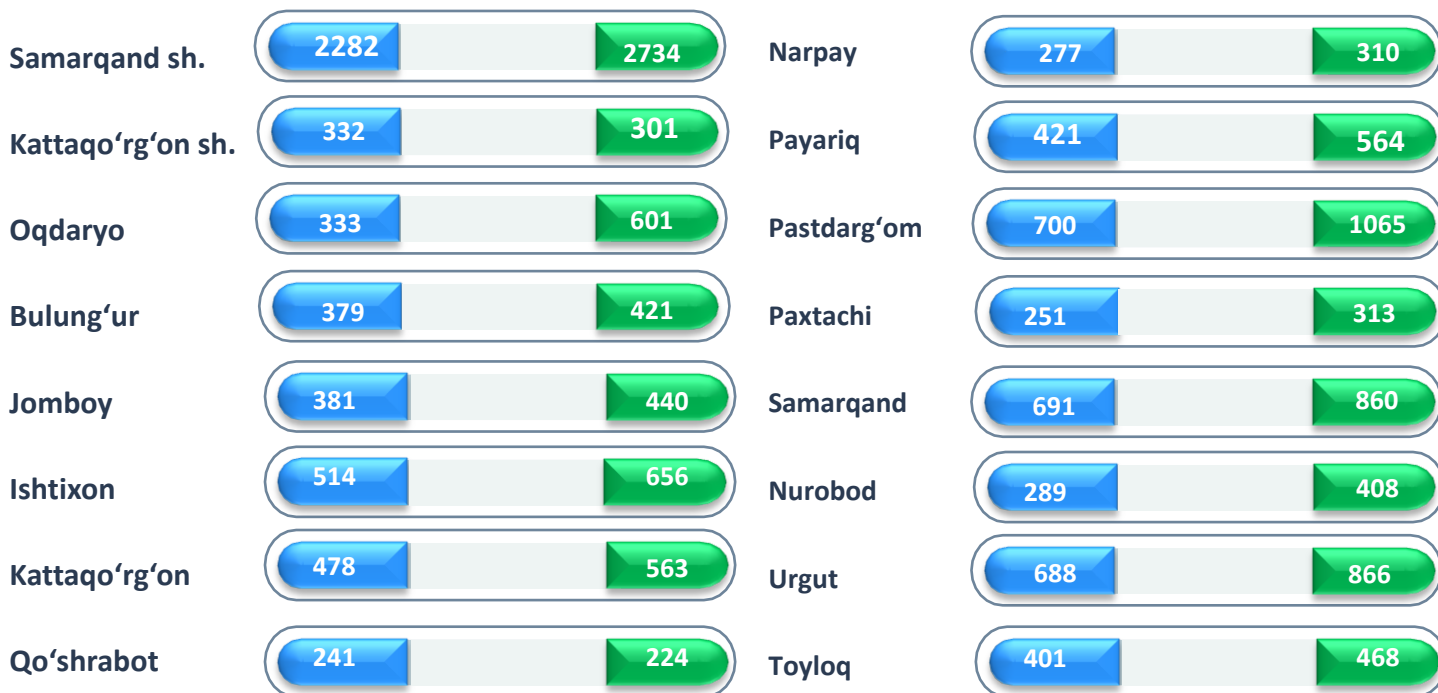 Samarqand sh. 2282 2734
Kattaqo‘rg‘on sh. 332 301
Oqdaryo 333 601
Bulung‘ur 379 421
Jomboy 381 440
Ishtixon 514 656
Kattaqo‘rg‘on 478 563
Qo‘shrabot 241 224
Narpay 277 310
Payariq 421 564
Pastdarg‘om 700 1065
Paxtachi 251 313
Samarqand 691 860
Nurobod 289 408
Urgut 688 866
Toyloq 401 468